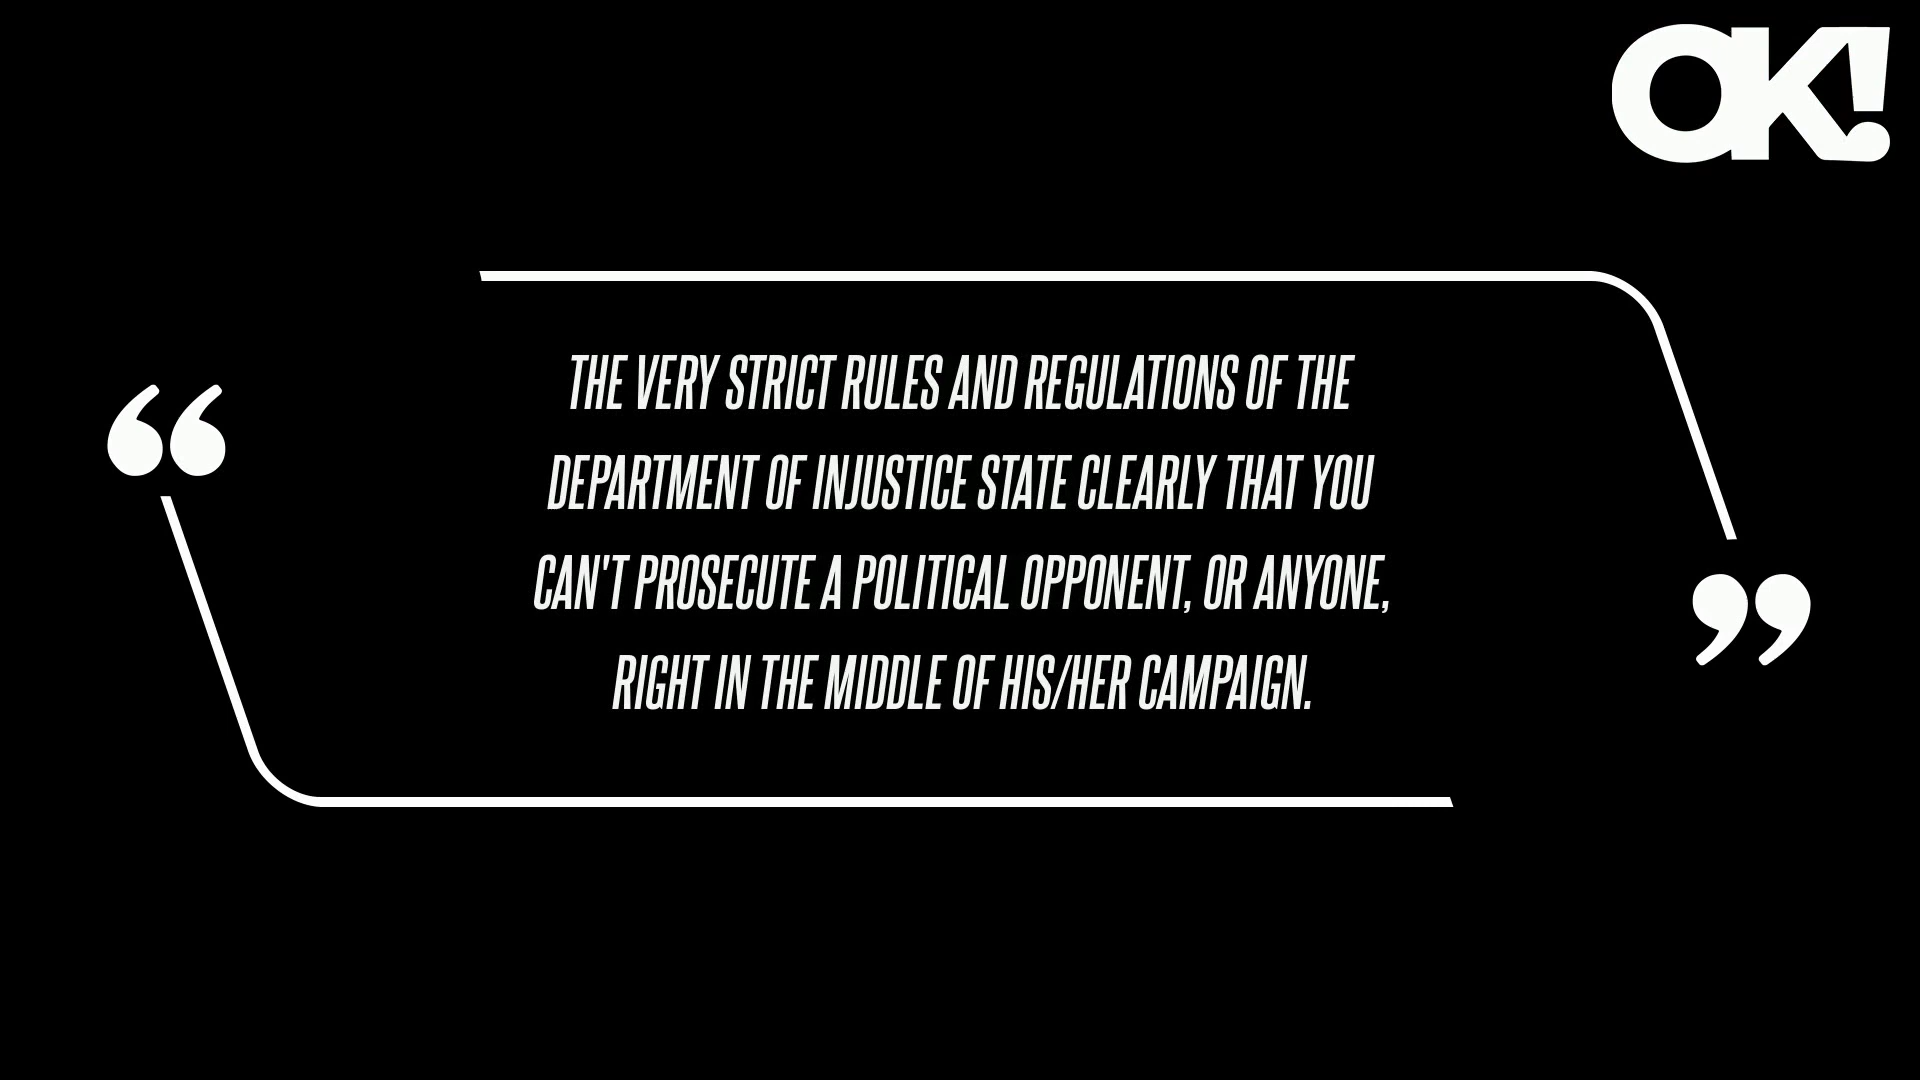 OK!
“
THE VERY STRICT RULES AND REGULATIONS OF THE
DEPARTMENT OF INJUSTICE STATE CLEARLY THAT YOU
CAN'T PROSECUTE A POLITICAL OPPONENT, OR ANYONE,
RIGHT IN THE MIDDLE OF HIS/HER CAMPAIGN.
”